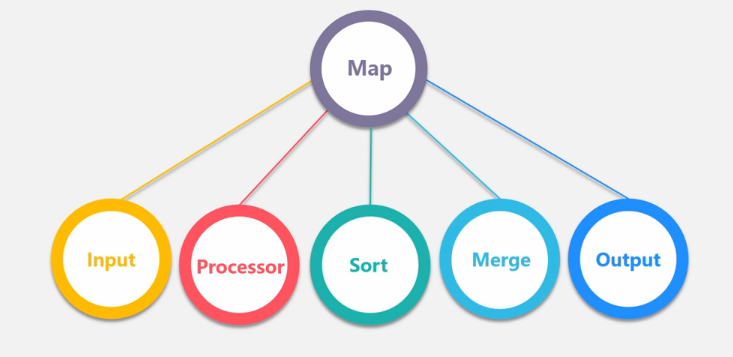 Map
Input
Processor
Sort
Merge
Output